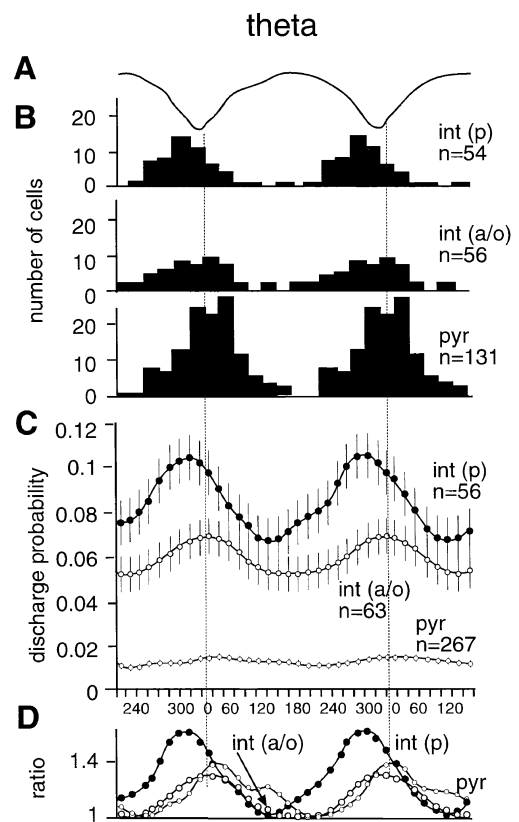 theta
A
B
number of cells
20
10
0
int (p)
n=54
20
10
0
int (a/o)
n=56
0
20
10
0
pyr
n=131
C
discharge probability
0.12
0.1
0.08
0.06
0.04
0.02
0
int (p)
n=56
int (a/o)
n=63
pyr
n=267
240 300 0 60 120 180 240 300 0 60 120
D
ratio
1.4
1
int (a/o)
int (p)
pyr